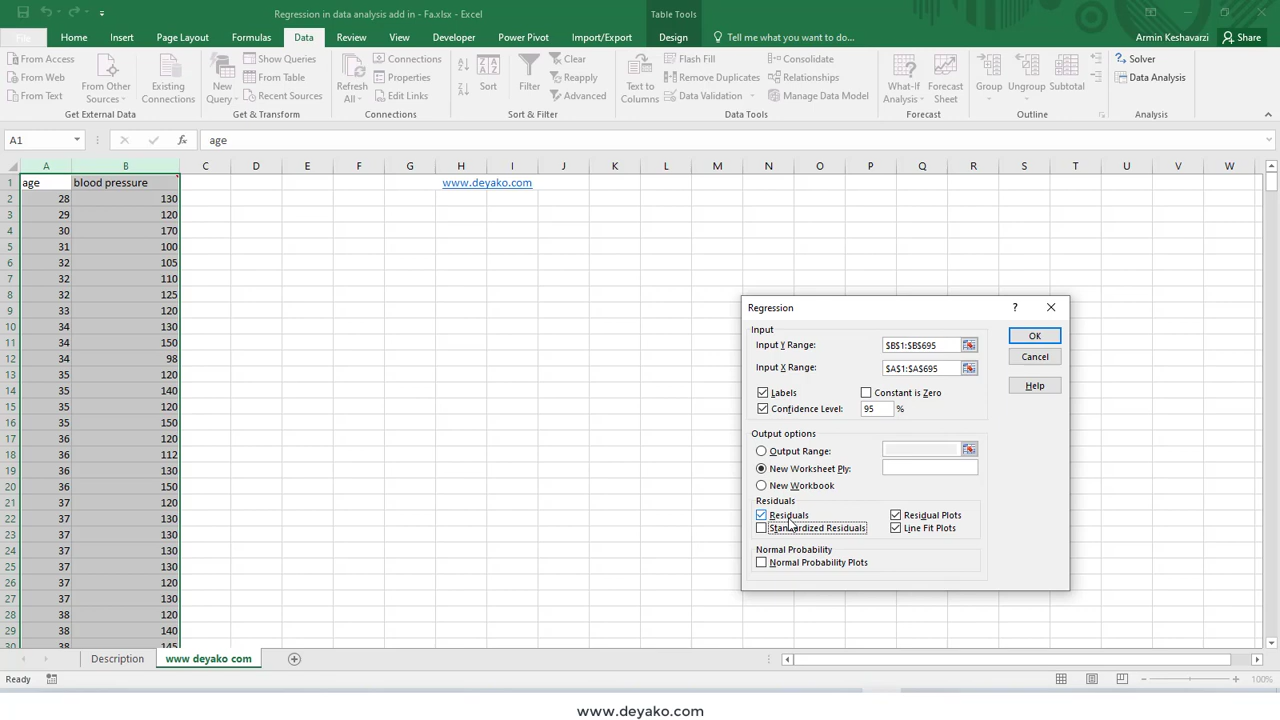 Regression in data analysis add in - Fa.xlsx - Excel
Table Tools
File Home Insert Page Layout Formulas Data Review View Developer Power Pivot Import/Export Design Tell me what you want to do... Armin Keshavarzi Share
From Access
From Web
From Text
From Other Sources
Existing Connections
Get External Data
New Query
Show Queries
From Table
Recent Sources
Get & Transform
Refresh All
Connections
Properties
Edit Links
Connections
Sort
Filter
Clear
Reapply
Advanced
Sort & Filter
Text to Columns
Flash Fill
Remove Duplicates
Data Validation
Consolidate
Relationships
Manage Data Model
Data Tools
What-If Analysis
Forecast Sheet
Forecast
Group
Ungroup
Subtotal
Outline
Solver
Data Analysis
Analysis
A1 fx age
A B C D E F G H I J K L M N O P Q R S T U V W
1 age blood pressure www.deyako.com
2 28 130
3 29 120
4 30 170
5 31 100
6 32 105
7 32 110
8 32 125
9 33 120
10 34 130
11 34 150
12 34 98
13 35 120
14 35 140
15 35 120
16 35 150
17 36 120
18 36 112
19 36 130
20 36 150
21 37 120
22 37 130
23 37 120
24 37 130
25 37 130
26 37 120
27 37 130
28 38 120
29 38 140
30 38 145
Regression ?
Input
Input Y Range: $B$1:$B$695
Input X Range: $A$1:$A$695
Labels Constant is Zero
Confidence Level: 95 %
OK
Cancel
Help
Output options
Output Range:
New Worksheet Ply:
New Workbook
Residuals
Residuals Residual Plots
Standardized Residuals Line Fit Plots
Normal Probability
Normal Probability Plots
Description www deyako com
Ready 100%
www.deyako.com